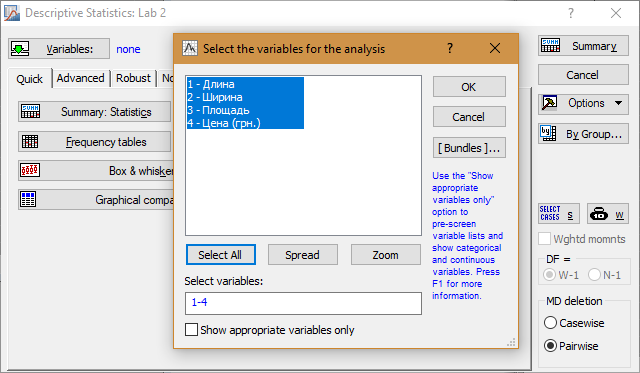 Descriptive Statistics: Lab 2
?
Variables:
none
Quick
Advanced
Robust
No
Summary: Statistics
Frequency tables
Box & whisker
Graphical compa
Select the variables for the analysis
?
1 - Длина
2 - Ширина
3 - Площадь
4 - Цена (грн.)
OK
Cancel
[ Bundles ]...
Use the "Show
appropriate
variables only"
option to
pre-screen
variable lists and
show categorical
and continuous
variables. Press
F1 for more
information.
Select All
Spread
Zoom
Select variables:
1-4
Show appropriate variables only
SUMM
Summary
Cancel
Options
By Group...
SELECT
CASES
S
W
Wghtd momnts
DF =
W-1
N-1
MD deletion
Casewise
Pairwise